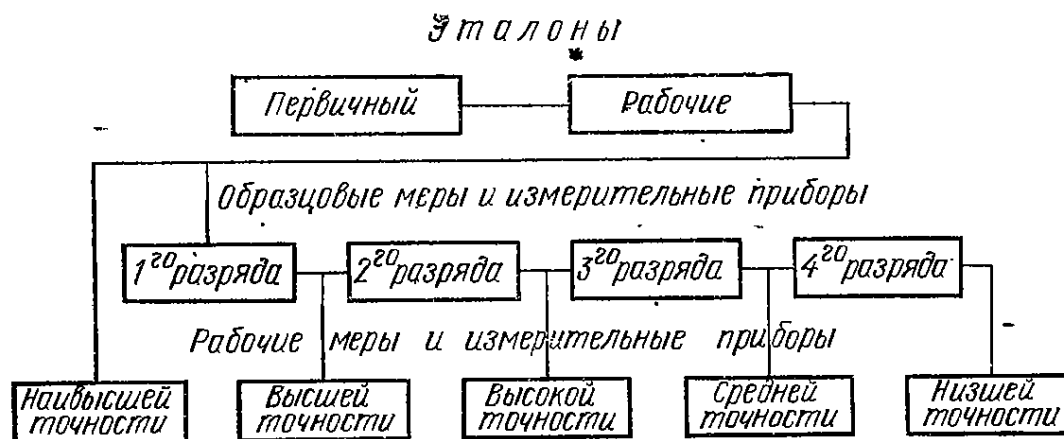 Эталоны
*
Первичный
Рабочие
Образцовые меры и измерительные приборы
1го разряда
2го разряда
3го разряда
4го разряда
Рабочие меры и измерительные приборы
Наивысшей
точности
Высшей
точности
Высокой
точности
Средней
точности
Низшей
точности